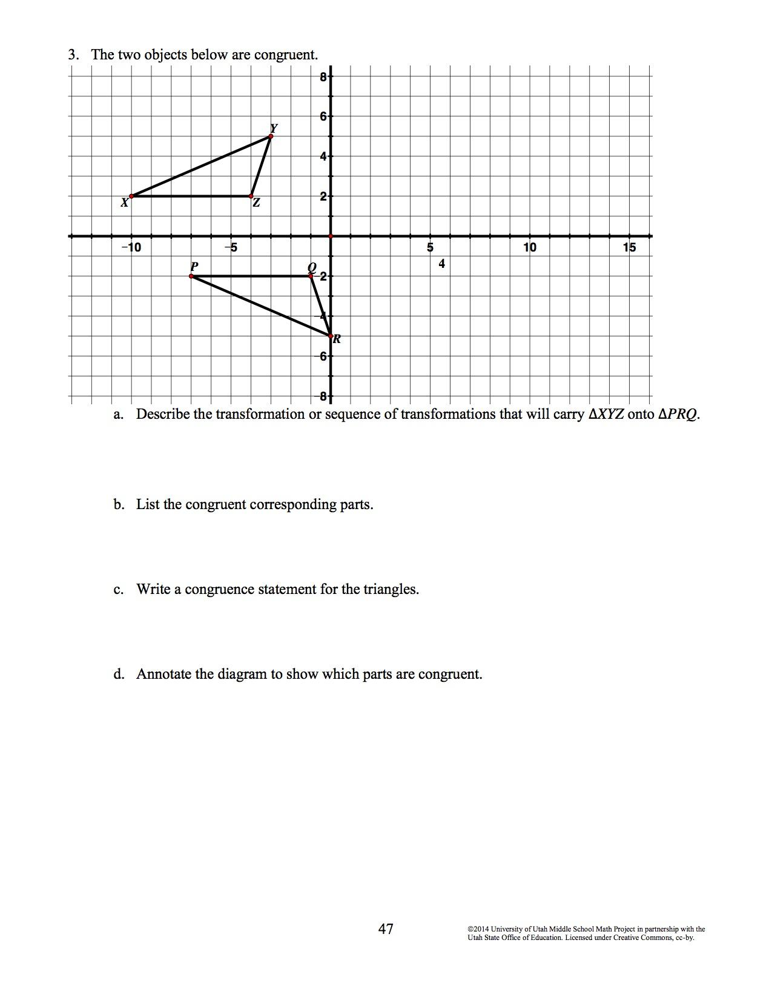 3. The two objects below are congruent.
8
6
Y
4
X
Z
2
−10
−5
5
10
15
4
P
Q
−2
−4
R
−6
−8
a. Describe the transformation or sequence of transformations that will carry ΔXYZ onto ΔPRQ.
b. List the congruent corresponding parts.
c. Write a congruence statement for the triangles.
d. Annotate the diagram to show which parts are congruent.
47
©2014 University of Utah Middle School Math Project in partnership with the
Utah State Office of Education. Licensed under Creative Commons, cc-by.